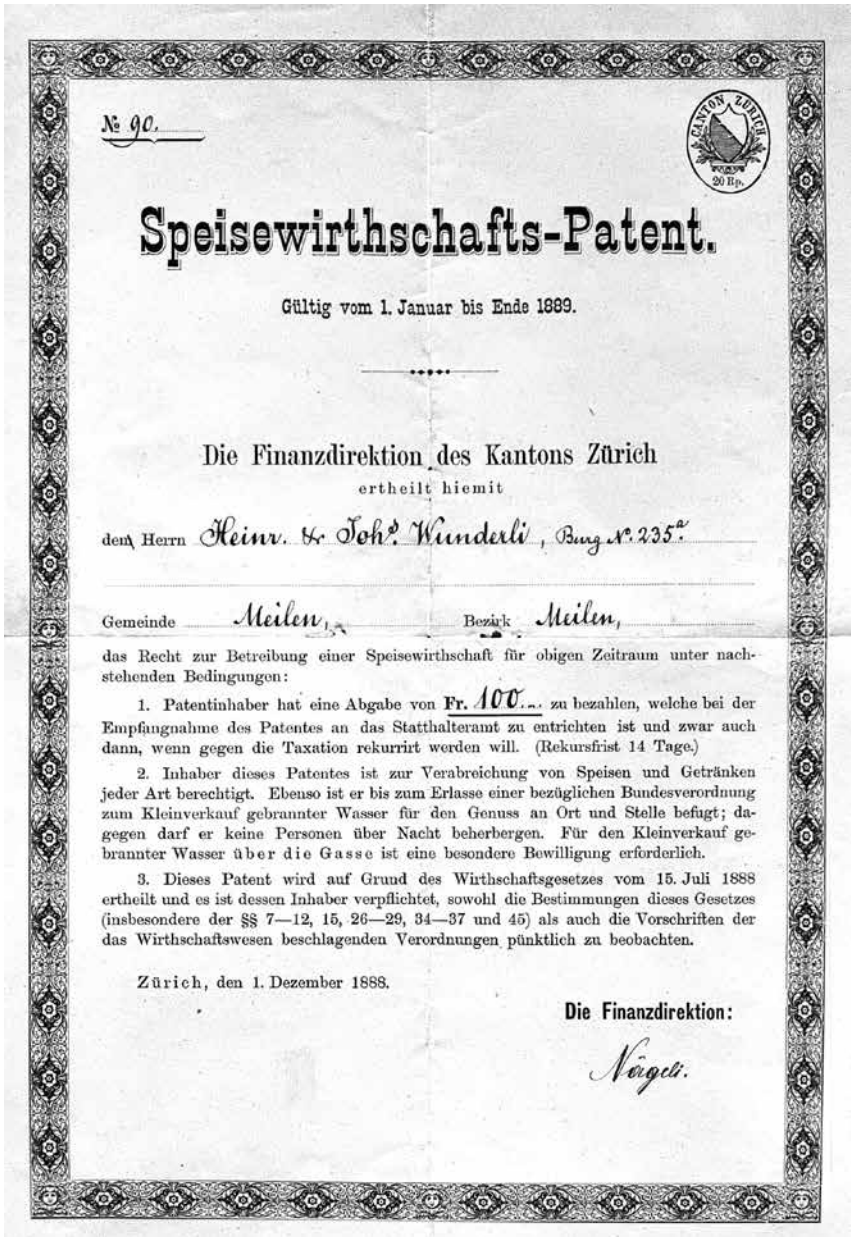 № 90.
CANTON ZÜRICH
20 Rp.
Speisewirthschafts-Patent.
Gültig vom 1. Januar bis Ende 1889.
Die Finanzdirektion des Kantons Zürich
ertheilt hiemit
den Herrn Heinr. & Johs. Wunderli, Burg No. 235a.
Gemeinde Meilen, Bezirk Meilen,
das Recht zur Betreibung einer Speisewirthschaft für obigen Zeitraum unter nach-
stehenden Bedingungen:
1. Patentinhaber hat eine Abgabe von Fr. 100.— zu bezahlen, welche bei der
Empfangnahme des Patentes an das Statthalteramt zu entrichten ist und zwar auch
dann, wenn gegen die Taxation rekurrirt werden will. (Rekursfrist 14 Tage.)
2. Inhaber dieses Patentes ist zur Verabreichung von Speisen und Getränken
jeder Art berechtigt. Ebenso ist er bis zum Erlasse einer bezüglichen Bundesverordnung
zum Kleinverkauf gebrannter Wasser für den Genuss an Ort und Stelle befugt; da-
gegen darf er keine Personen über Nacht beherbergen. Für den Kleinverkauf ge-
brannter Wasser über die Gasse ist eine besondere Bewilligung erforderlich.
3. Dieses Patent wird auf Grund des Wirthschaftsgesetzes vom 15. Juli 1888
ertheilt und es ist dessen Inhaber verpflichtet, sowohl die Bestimmungen dieses Gesetzes
(insbesondere der §§ 7—12, 15, 26—29, 34—37 und 45) als auch die Vorschriften der
das Wirthschaftswesen beschlagenden Verordnungen pünktlich zu beobachten.
Zürich, den 1. Dezember 1888.
Die Finanzdirektion:
Nägeli.